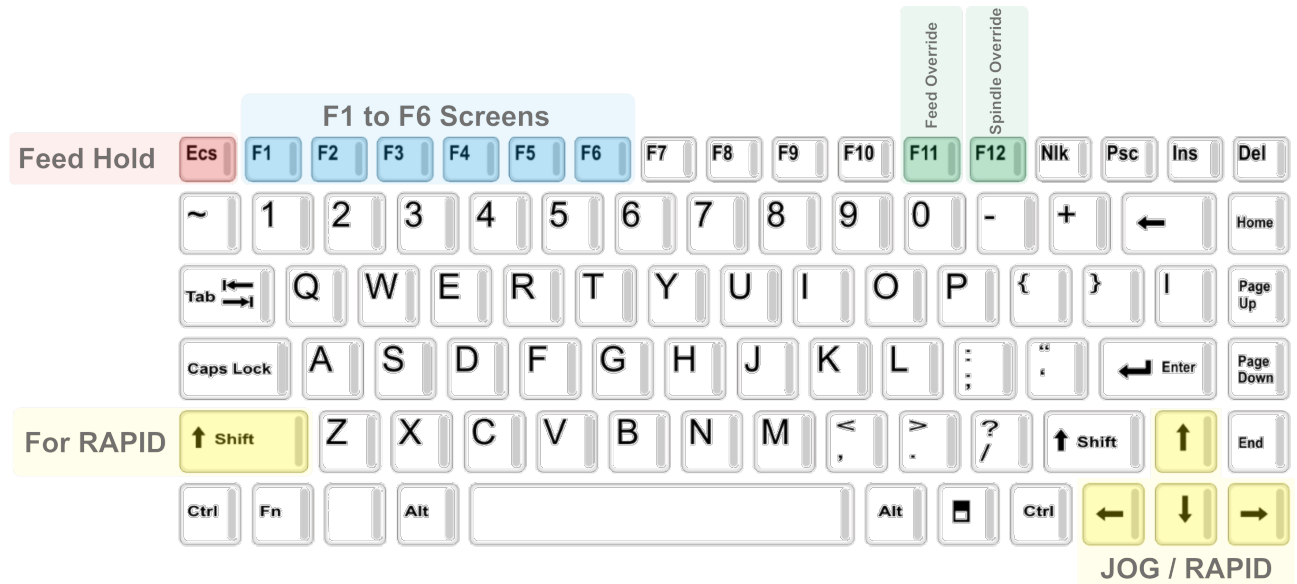 Feed Override
Spindle Override
F1 to F6 Screens
Feed Hold
Ecs F1 F2 F3 F4 F5 F6 F7 F8 F9 F10 F11 F12 Nlk Psc Ins Del
~ 1 2 3 4 5 6 7 8 9 0 - + ← Home
Tab Q W E R T Y U I O P { } | Page Up
Caps Lock A S D F G H J K L : ; “ ‘ Enter Page Down
For RAPID
↑ Shift Z X C V B N M < , > . ? / ↑ Shift ↑ End
Ctrl Fn Alt Alt Ctrl ← ↓ →
JOG / RAPID